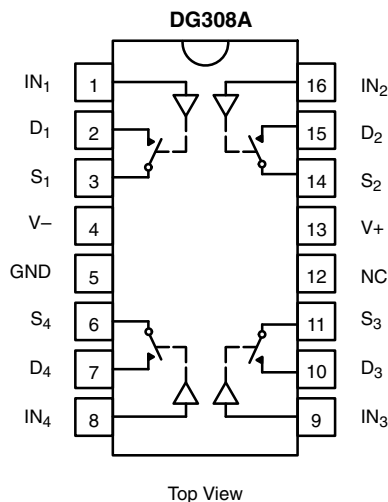 DG308A
IN1 1 16 IN2
D1 2 15 D2
S1 3 14 S2
V– 4 13 V+
GND 5 12 NC
S4 6 11 S3
D4 7 10 D3
IN4 8 9 IN3
Top View